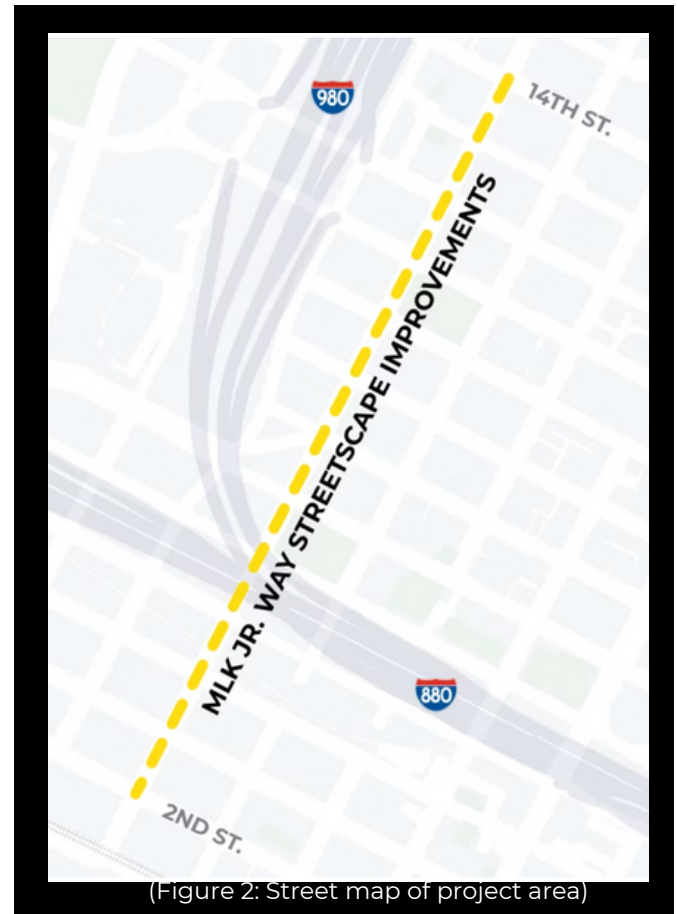 980
14TH ST.
MLK JR. WAY STREETSCAPE IMPROVEMENTS
880
2ND ST.
(Figure 2: Street map of project area)